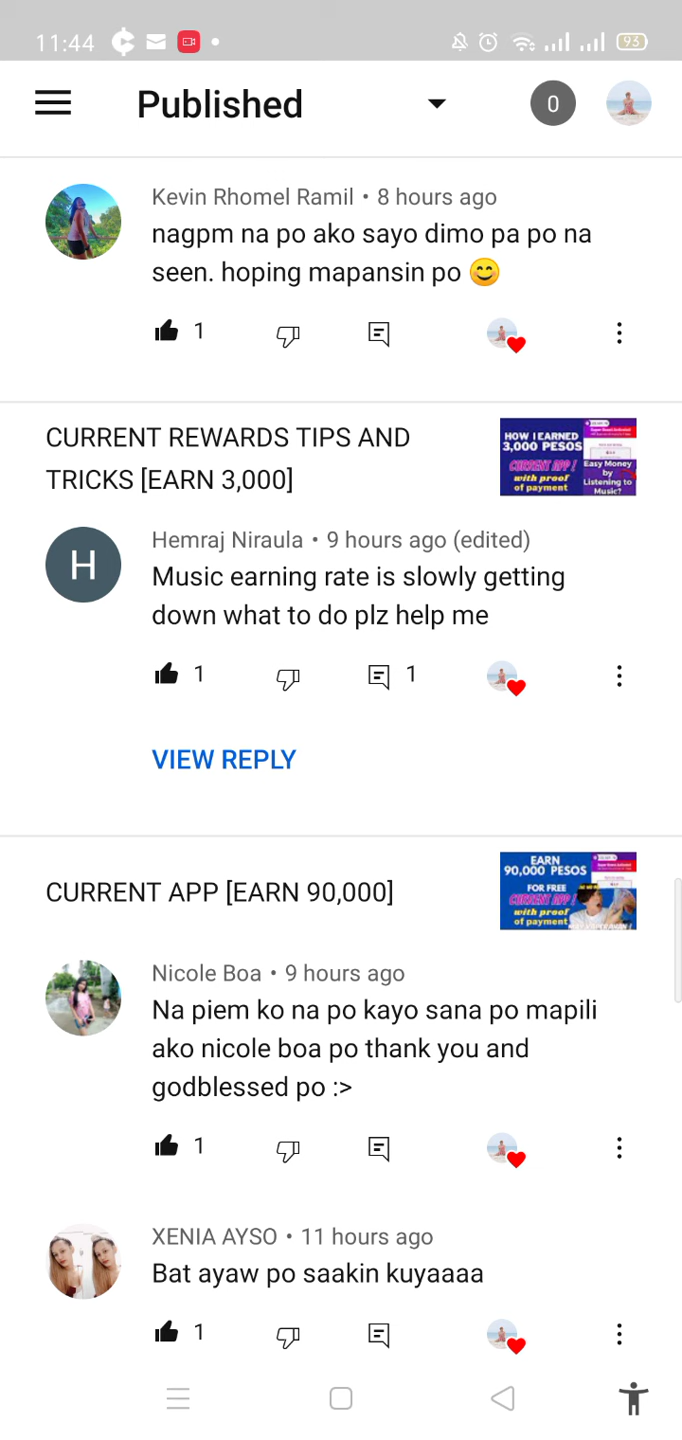 11:44
93
Published
0
Kevin Rhomel Ramil • 8 hours ago
nagpm na po ako sayo dimo pa po na
seen. hoping mapansin po 😊
1
CURRENT REWARDS TIPS AND
TRICKS [EARN 3,000]
HOW I EARNED
3,000 PESOS
CURRENT APP!
with proof
of payment
Easy Money
by
Listening to
Music?
H
Hemraj Niraula • 9 hours ago (edited)
Music earning rate is slowly getting
down what to do plz help me
1
1
VIEW REPLY
CURRENT APP [EARN 90,000]
EARN
90,000 PESOS
FOR FREE
CURRENT APP!
with proof
of payment
Nicole Boa • 9 hours ago
Na piem ko na po kayo sana po mapili
ako nicole boa po thank you and
godblessed po :>
1
XENIA AYSO • 11 hours ago
Bat ayaw po saakin kuyaaaa
1